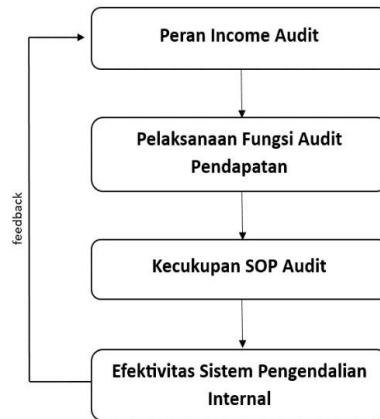 Peran Income Audit
Pelaksanaan Fungsi Audit
Pendapatan
Kecukupan SOP Audit
Efektivitas Sistem Pengendalian
Internal
feedback